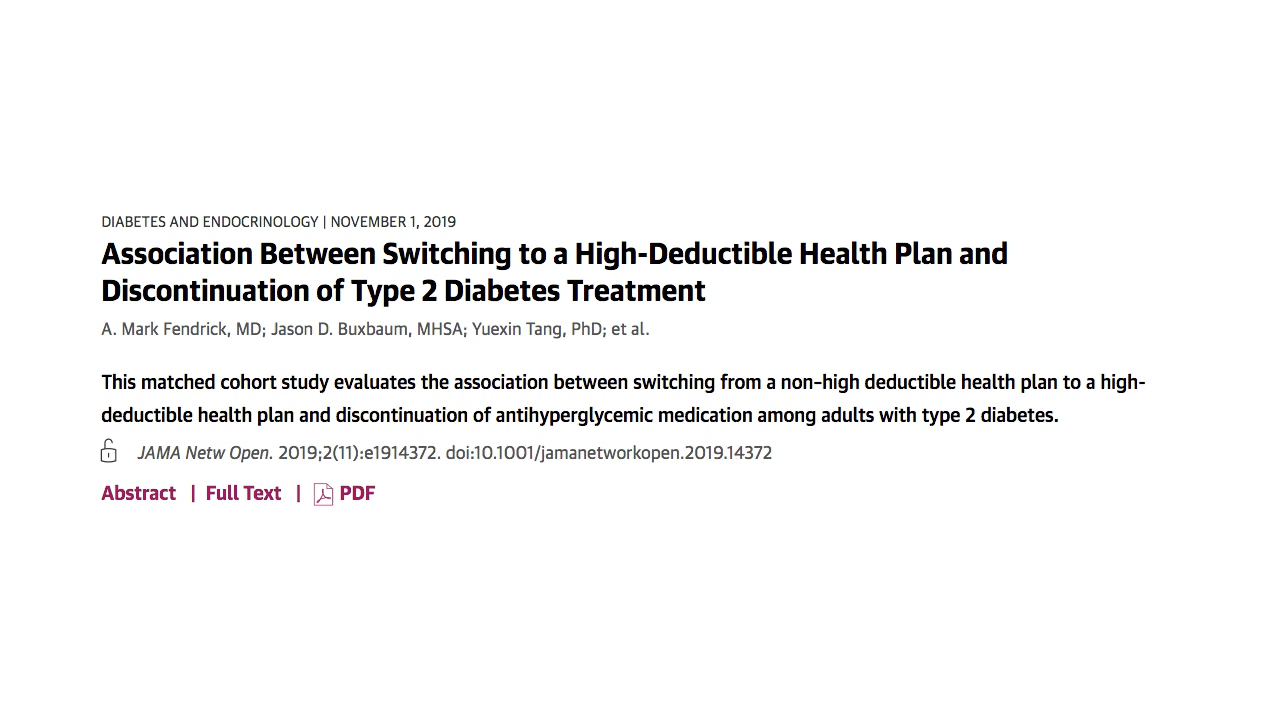 DIABETES AND ENDOCRINOLOGY | NOVEMBER 1, 2019
Association Between Switching to a High-Deductible Health Plan and
Discontinuation of Type 2 Diabetes Treatment
A. Mark Fendrick, MD; Jason D. Buxbaum, MHSA; Yuexin Tang, PhD; et al.
This matched cohort study evaluates the association between switching from a non–high deductible health plan to a high-
deductible health plan and discontinuation of antihyperglycemic medication among adults with type 2 diabetes.
JAMA Netw Open. 2019;2(11):e1914372. doi:10.1001/jamanetworkopen.2019.14372
Abstract | Full Text | PDF